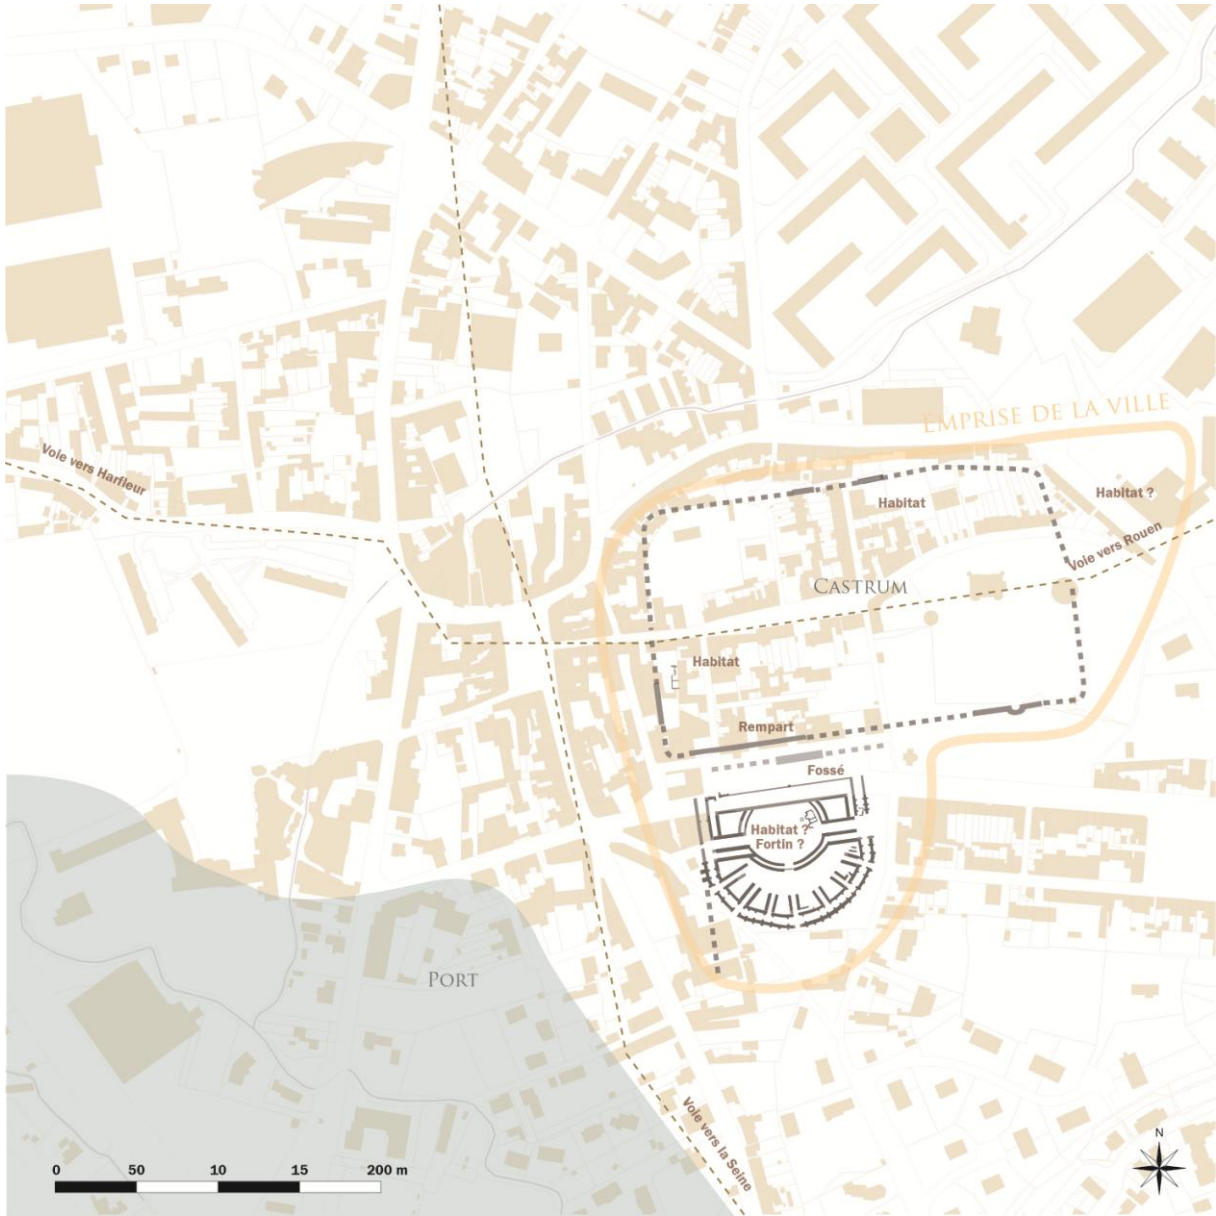 EMPRISE DE LA VILLE
Voie vers Harfleur
Habitat
Habitat ?
Voie vers Rouen
CASTRUM
Habitat
Rempart
Fossé
Habitat ?
Fortin ?
PORT
Voie vers la Seine
N
0 50 10 15 200 m